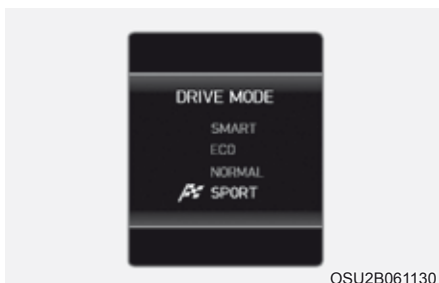 DRIVE MODE
SMART
ECO
NORMAL
SPORT
OSU2B061130